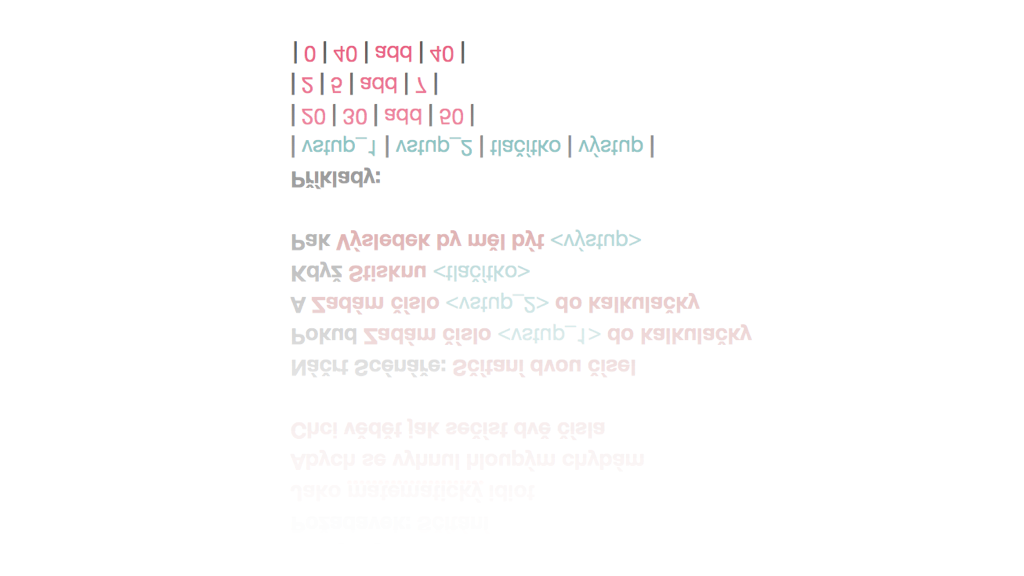 Jako matematický idiot
Abych se vyhnul hloupým chybám
Chci vědět jak sečíst dvě čísla
Náčrt Scénáře: Sčítaní dvou čísel
Pokud Zadám číslo <vstup_1> do kalkulačky
A Zadám číslo <vstup_2> do kalkulačky
Když Stisknu <tlačítko>
Pak Výsledek by měl být <výstup>
Příklady:
| vstup_1 | vstup_2 | tlačítko | výstup |
| 20 | 30 | add | 50 |
| 2 | 5 | add | 7 |
| 0 | 40 | add | 40 |